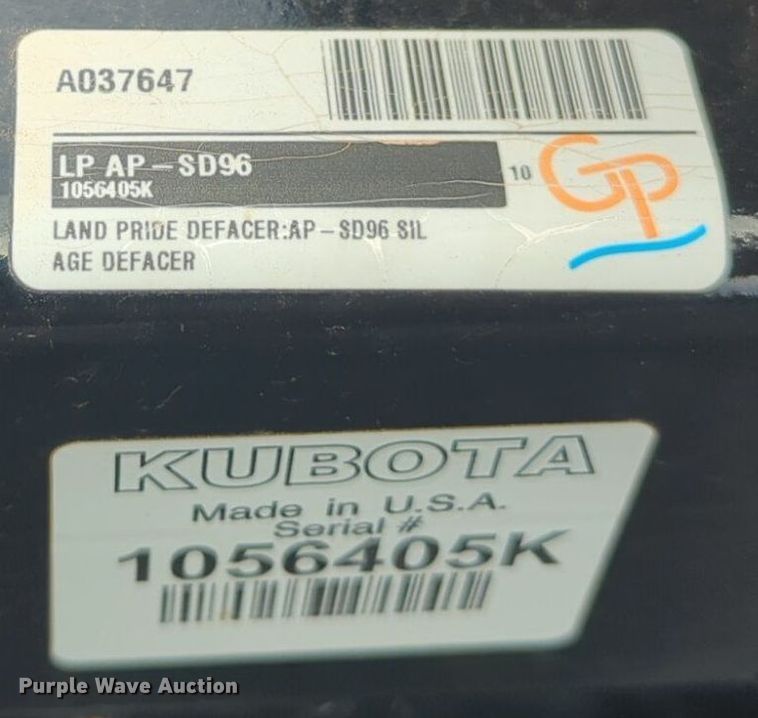 A037647
LP AP-SD96
1056405K
10
GP
LAND PRIDE DEFACER:AP-SD96 SIL
AGE DEFACER
KUBOTA
Made in U.S.A.
Serial #
1056405K
Purple Wave Auction